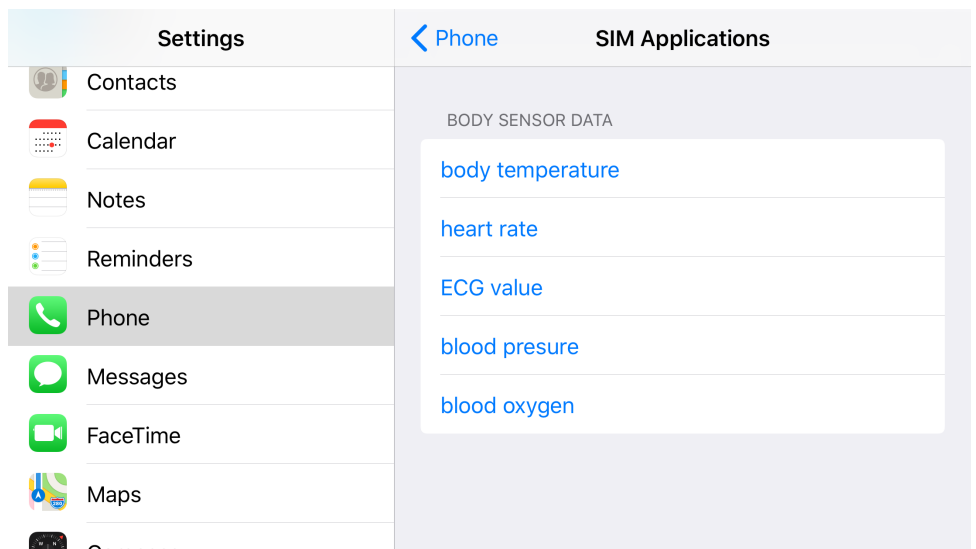 Settings
Contacts
Calendar
Notes
Reminders
Phone
Messages
FaceTime
Maps
Phone
SIM Applications
BODY SENSOR DATA
body temperature
heart rate
ECG value
blood presure
blood oxygen